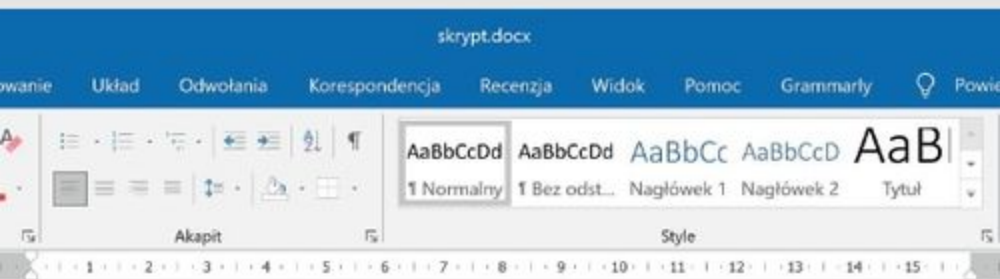 skrypt.docx
owanie Układ Odwołania Korespondencja Recenzja Widok Pomoc Grammarly Powie
AaBbCcDd AaBbCcDd AaBbCc AaBbCcD AaB
¶ Normalny ¶ Bez odst... Nagłówek 1 Nagłówek 2 Tytuł
Akapit Style
1 2 3 4 5 6 7 8 9 10 11 12 13 14 15